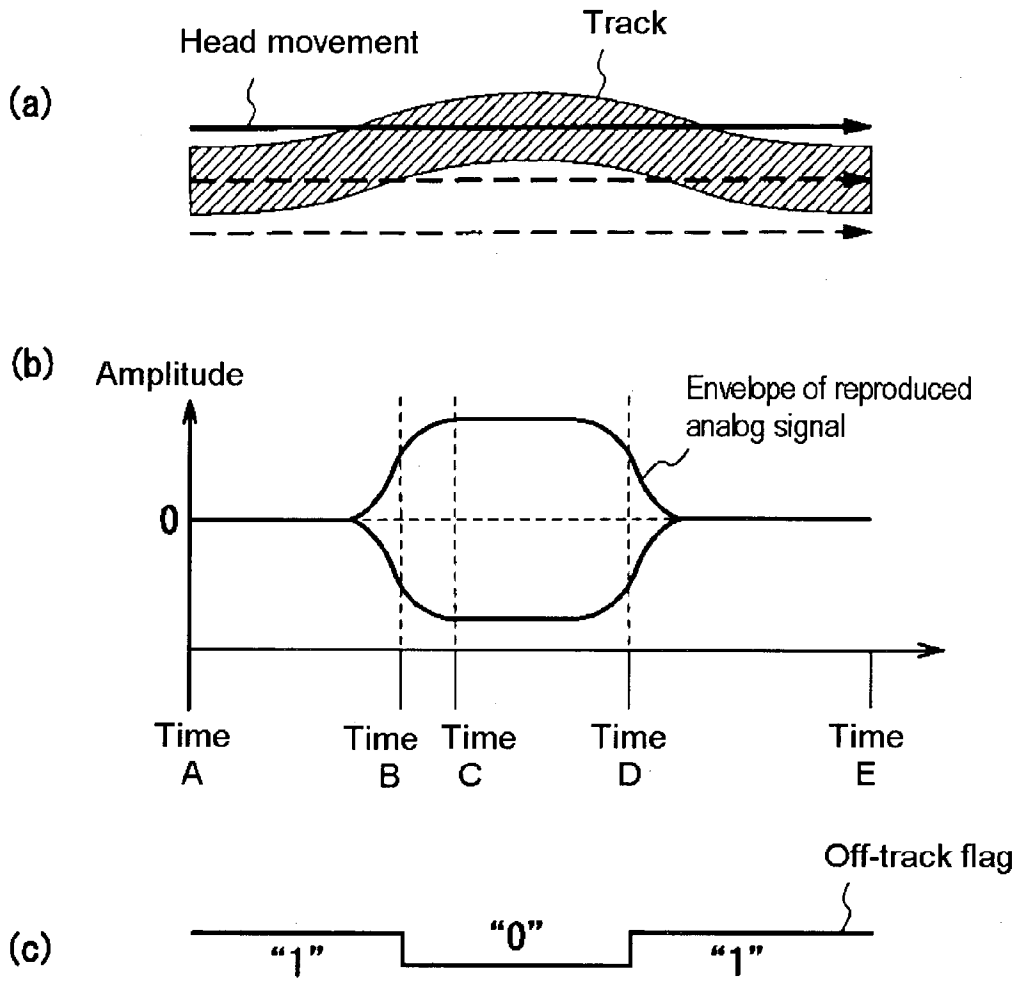 (a)
Head movement
Track
(b)
Amplitude
Envelope of reproduced
analog signal
0
Time
A
Time
B
Time
C
Time
D
Time
E
(c)
Off-track flag
“1”
“0”
“1”